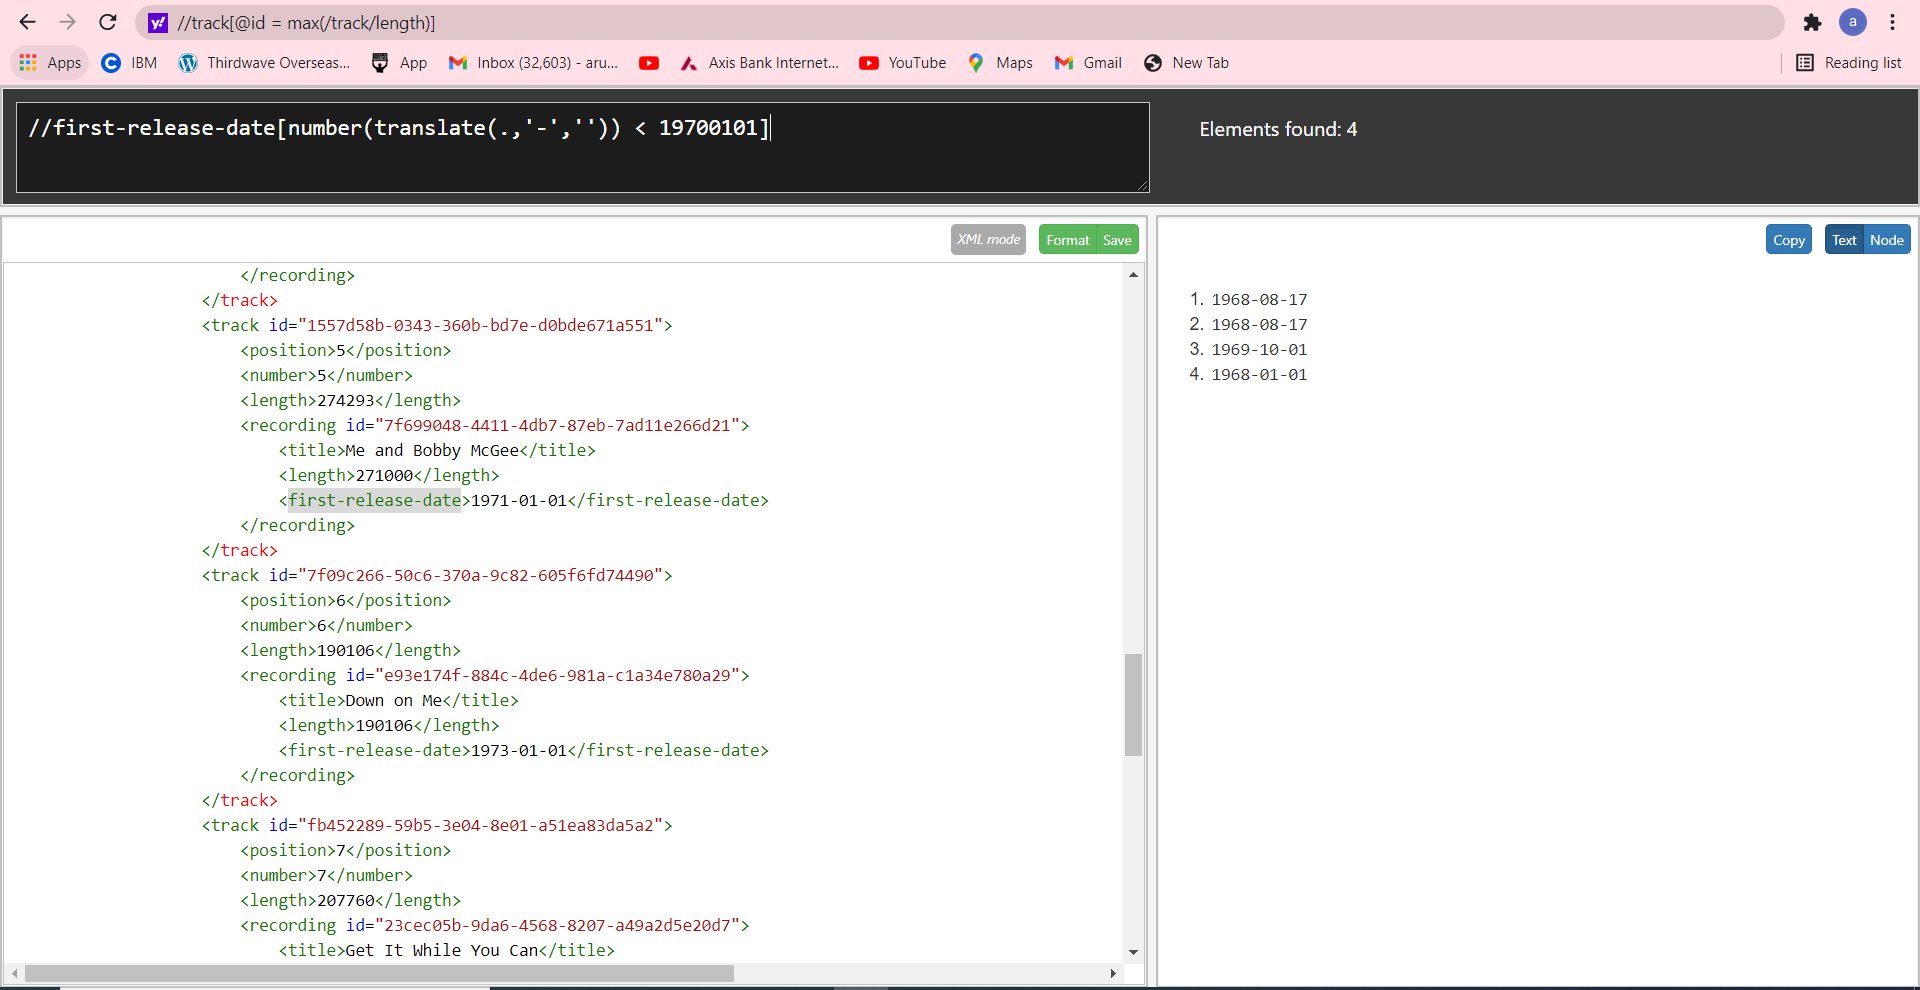 //track[@id = max(/track/length)]
a
Apps
IBM
Thirdwave Overseas...
App
Inbox (32,603) - aru...
Axis Bank Internet...
YouTube
Maps
Gmail
New Tab
Reading list
//first-release-date[number(translate(.,'-','')) < 19700101]
Elements found: 4
XML mode
Format
Save
Copy
Text
Node
</recording>
</track>
<track id="1557d58b-0343-360b-bd7e-d0bde671a551">
<position>5</position>
<number>5</number>
<length>274293</length>
<recording id="7f699048-4411-4db7-87eb-7ad11e266d21">
<title>Me and Bobby McGee</title>
<length>271000</length>
<first-release-date>1971-01-01</first-release-date>
</recording>
</track>
<track id="7f09c266-50c6-370a-9c82-605f6fd74490">
<position>6</position>
<number>6</number>
<length>190106</length>
<recording id="e93e174f-884c-4de6-981a-c1a34e780a29">
<title>Down on Me</title>
<length>190106</length>
<first-release-date>1973-01-01</first-release-date>
</recording>
</track>
<track id="fb452289-59b5-3e04-8e01-a51ea83da5a2">
<position>7</position>
<number>7</number>
<length>207760</length>
<recording id="23cec05b-9da6-4568-8207-a49a2d5e20d7">
<title>Get It While You Can</title>
1. 1968-08-17
2. 1968-08-17
3. 1969-10-01
4. 1968-01-01